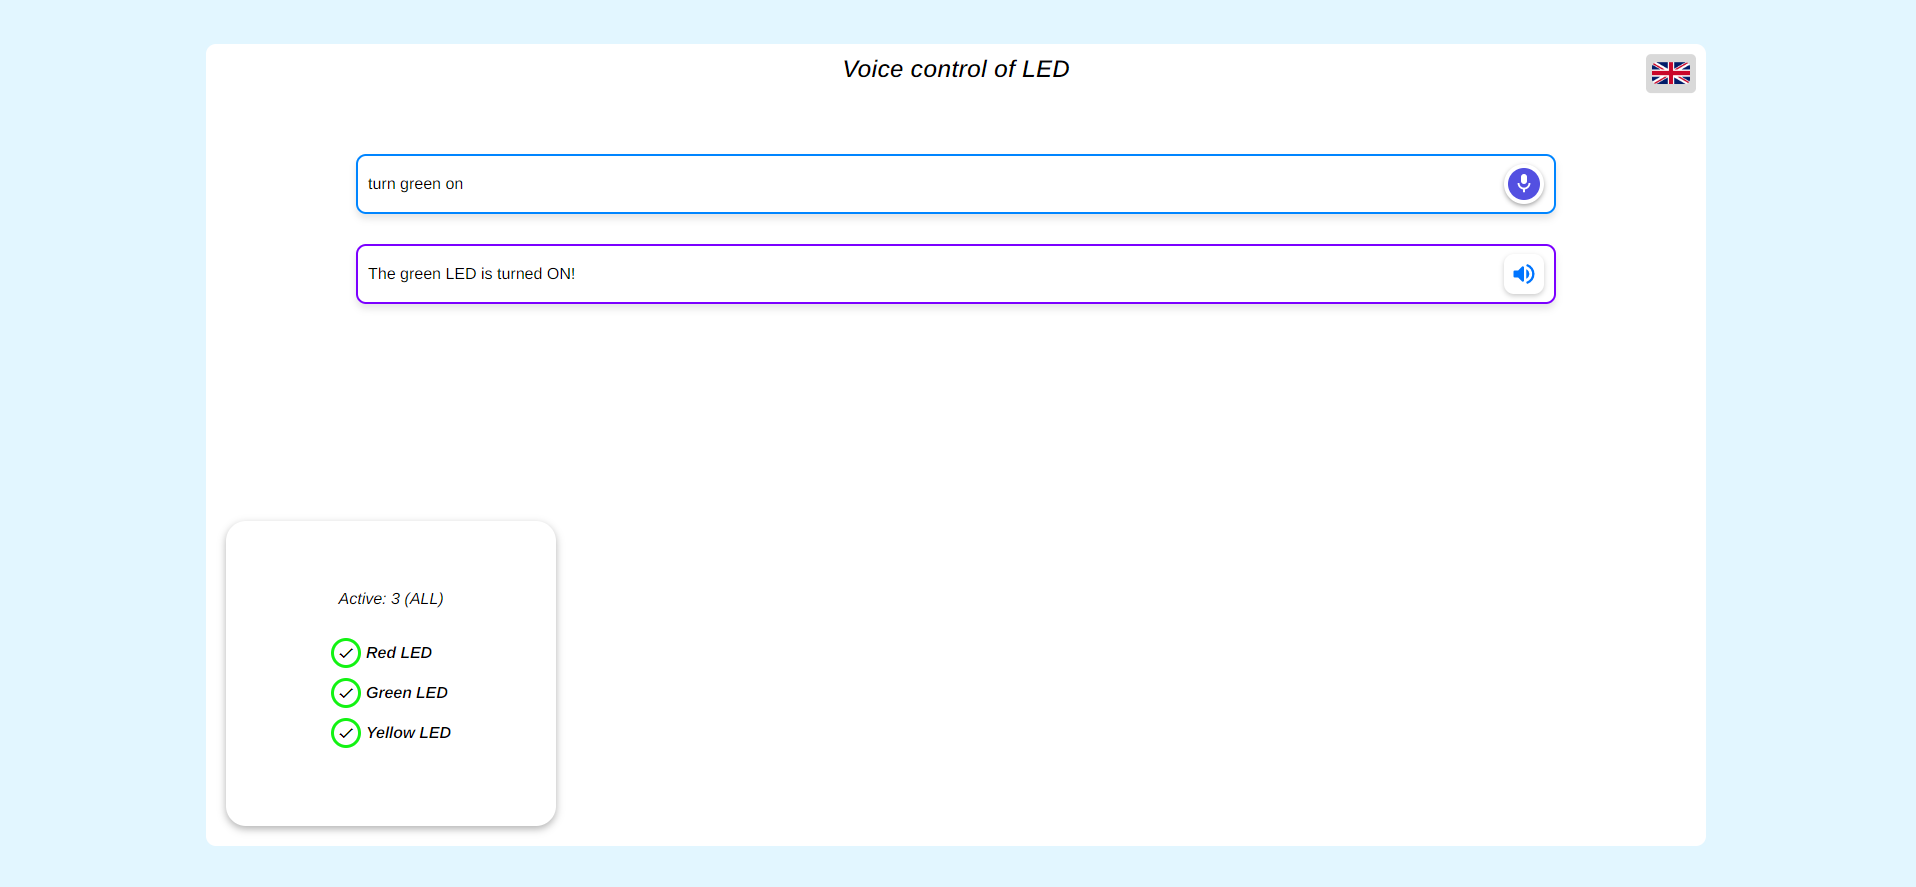 Voice control of LED
turn green on
The green LED is turned ON!
Active: 3 (ALL)
Red LED
Green LED
Yellow LED